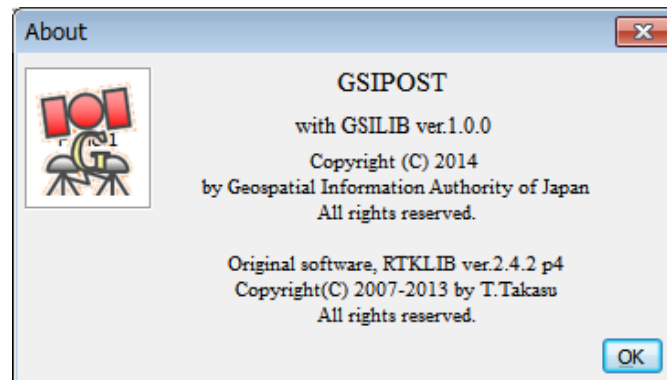 About
GSIPOST
with GSILIB ver.1.0.0
Copyright (C) 2014
by Geospatial Information Authority of Japan
All rights reserved.
Original software, RTKLIB ver.2.4.2 p4
Copyright(C) 2007-2013 by T.Takasu
All rights reserved.
OK